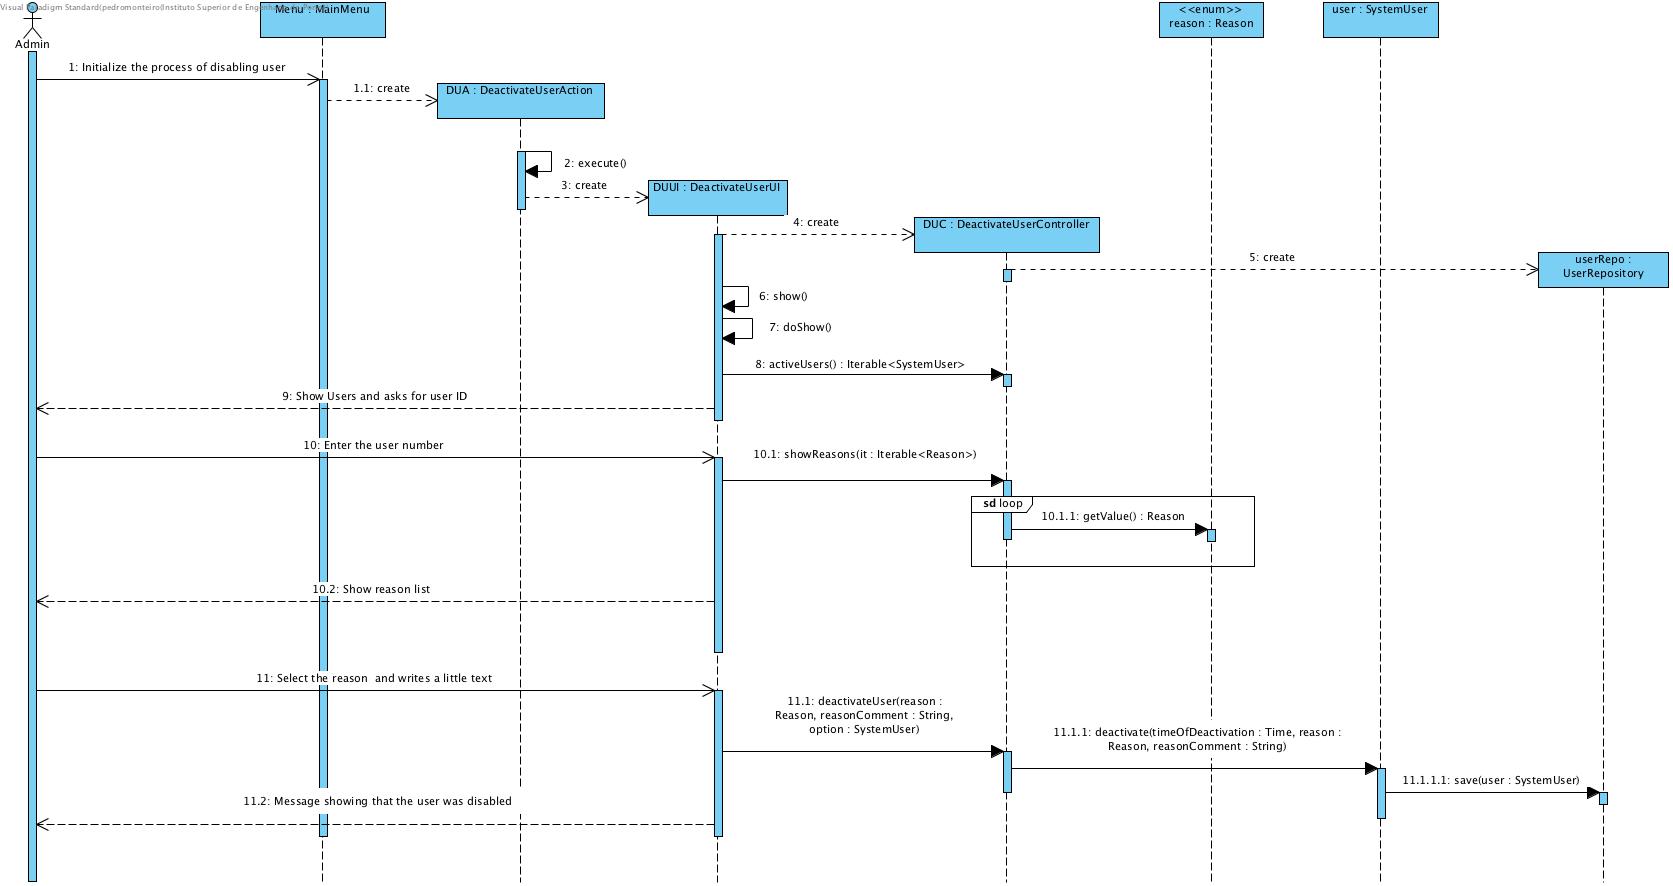 Visual Paradigm Standard(pedromonteiro(Instituto Superior de Engenharia do Porto))
Menu : MainMenu
<<enum>>
reason : Reason
user : SystemUser
Admin
1: Initialize the process of disabling user
1.1: create
DUA : DeactivateUserAction
2: execute()
3: create
DUUI : DeactivateUserUI
4: create
DUC : DeactivateUserController
5: create
userRepo :
UserRepository
6: show()
7: doShow()
8: activeUsers() : Iterable<SystemUser>
9: Show Users and asks for user ID
10: Enter the user number
10.1: showReasons(it : Iterable<Reason>)
sd loop
10.1.1: getValue() : Reason
10.2: Show reason list
11: Select the reason  and writes a little text
11.1: deactivateUser(reason :
Reason, reasonComment : String,
option : SystemUser)
11.1.1: deactivate(timeOfDeactivation : Time, reason :
Reason, reasonComment : String)
11.1.1.1: save(user : SystemUser)
11.2: Message showing that the user was disabled